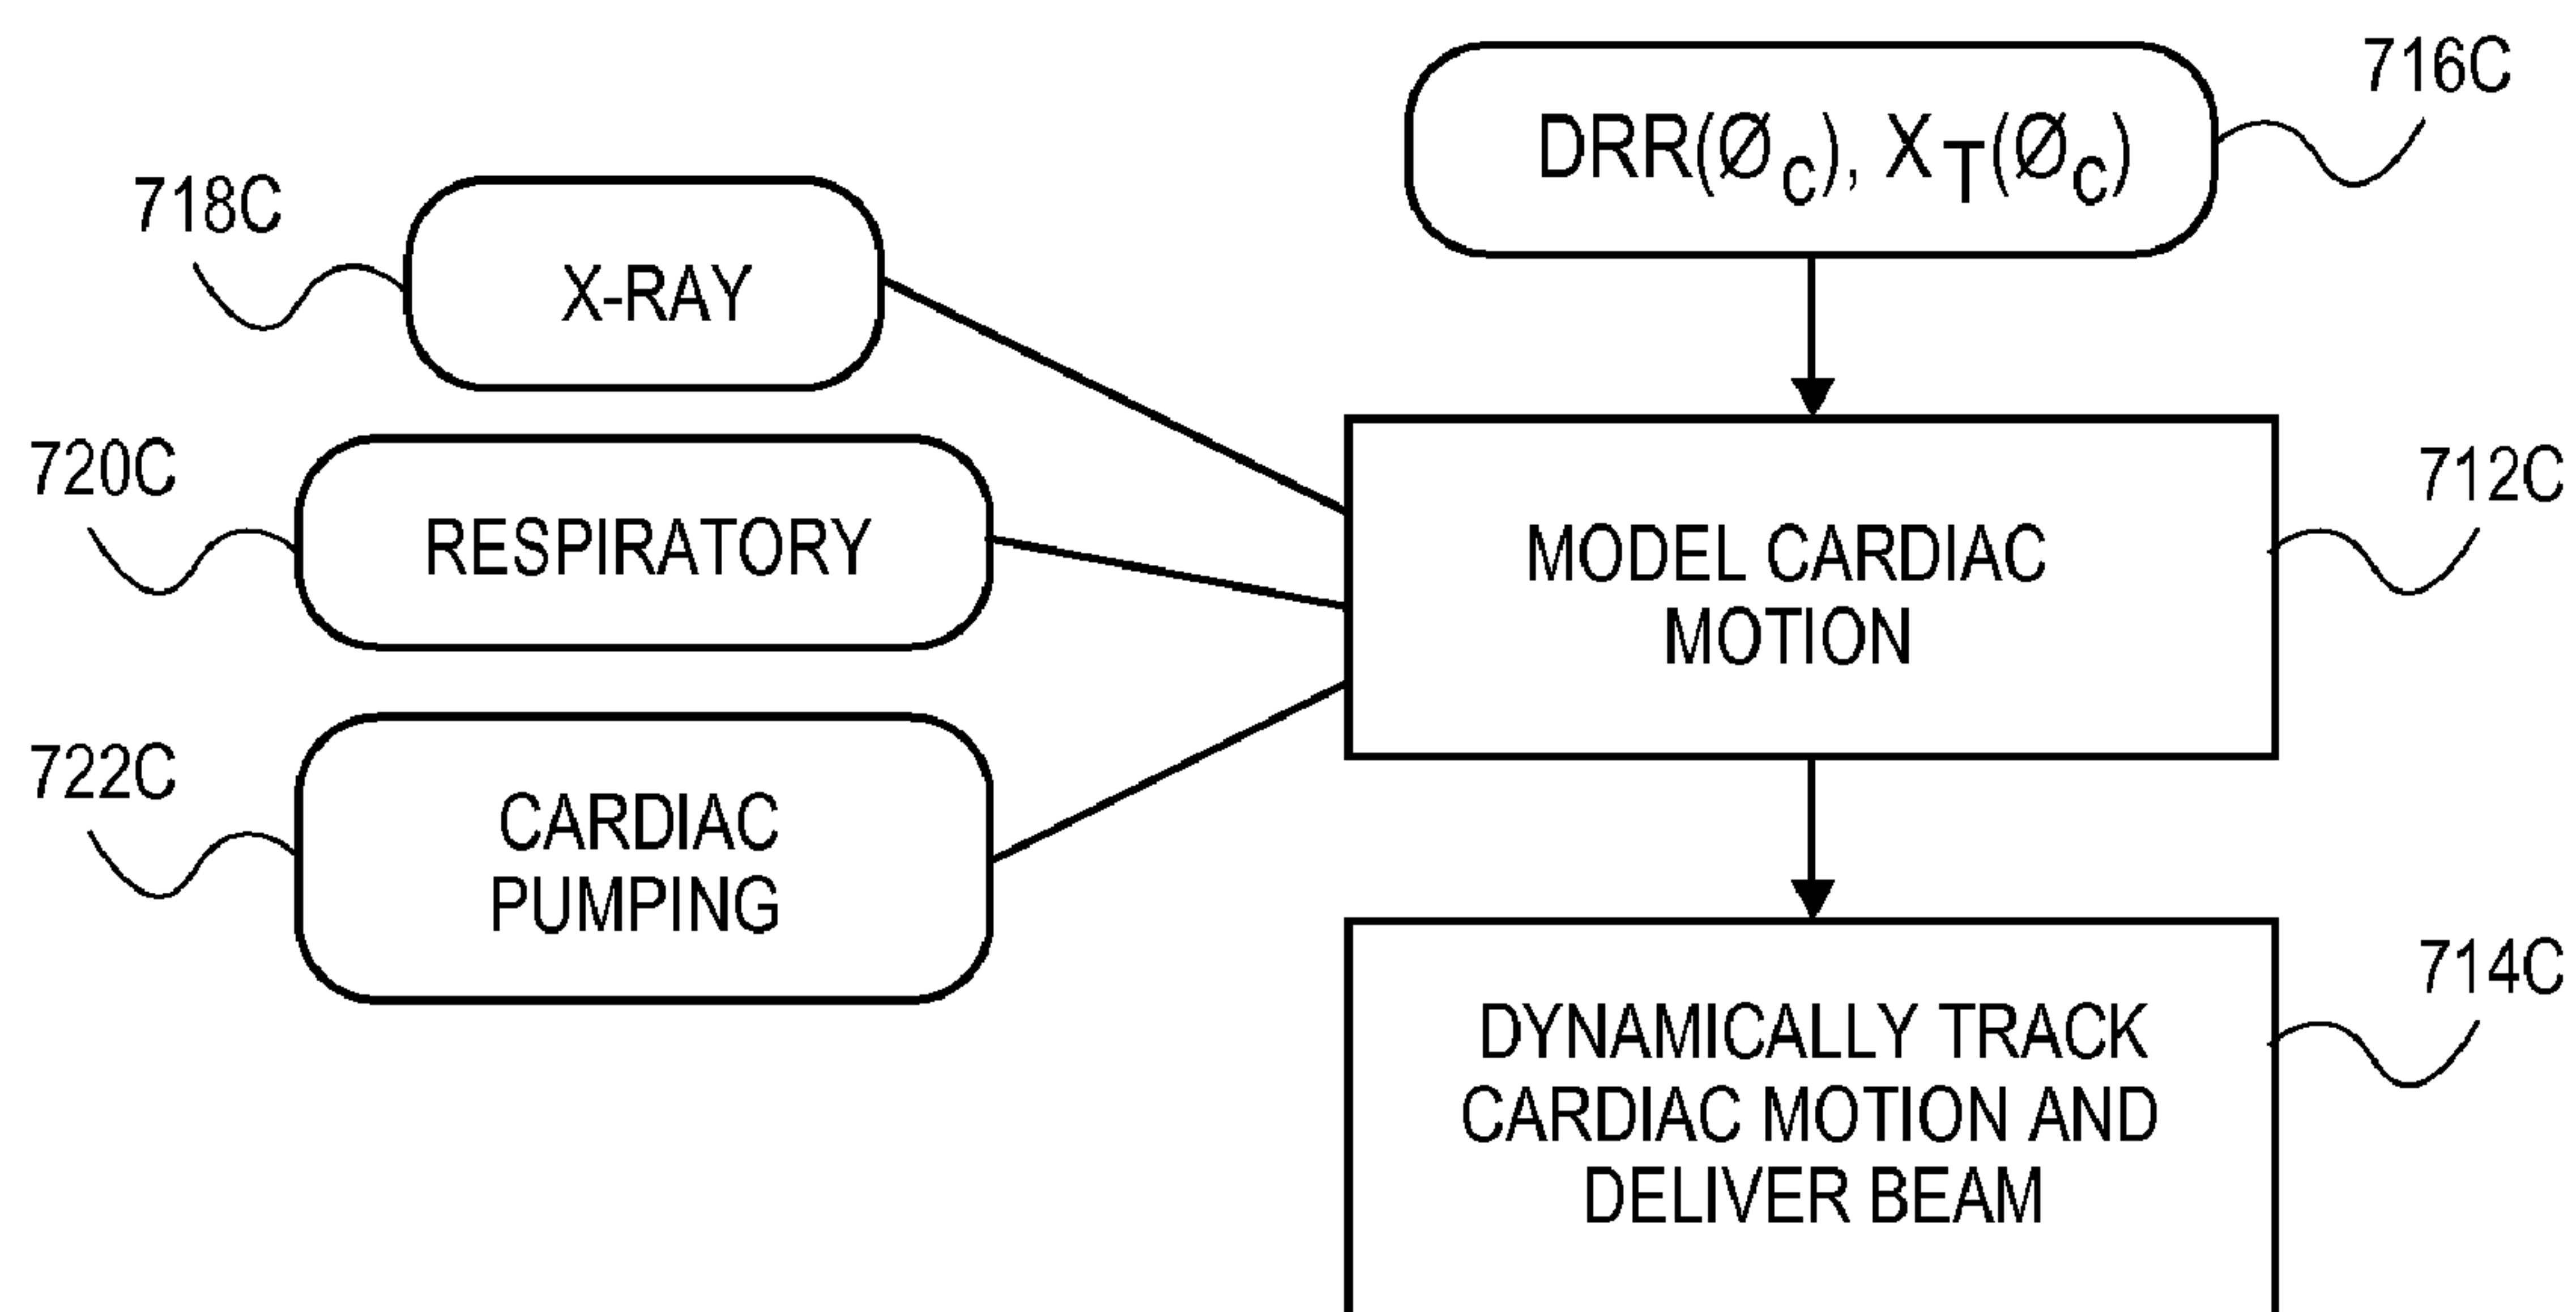 716C
DRR(Ø_C), X_T(Ø_C)
718C
X-RAY
720C
RESPIRATORY
712C
MODEL CARDIAC
MOTION
722C
CARDIAC
PUMPING
714C
DYNAMICALLY TRACK
CARDIAC MOTION AND
DELIVER BEAM